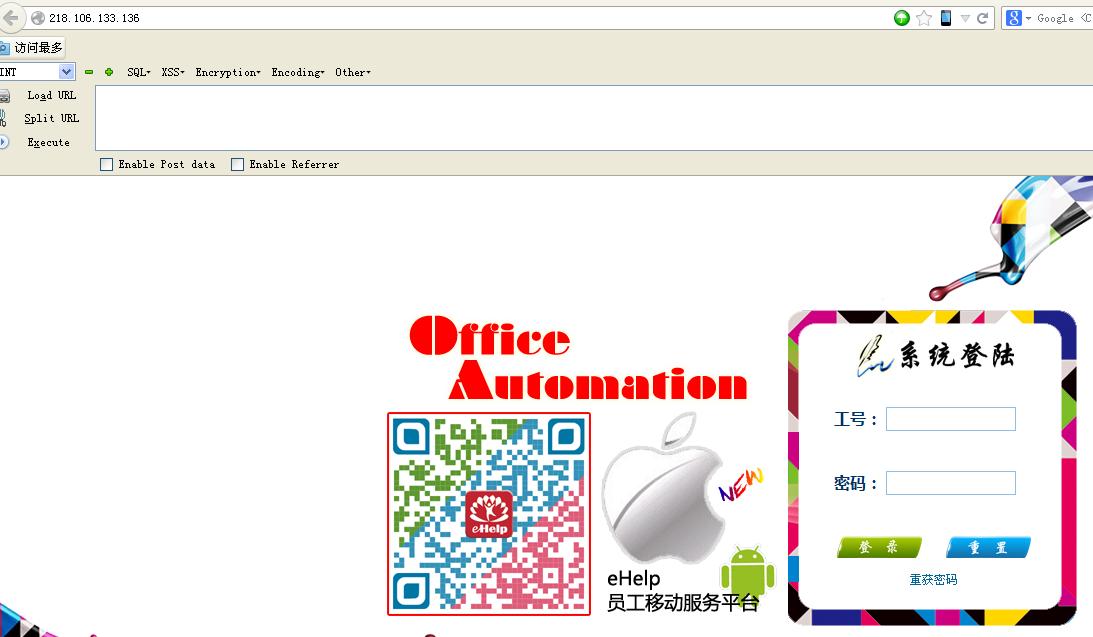 218.106.133.136
Google
访问最多
INT
SQL
XSS
Encryption
Encoding
Other
Load URL
Split URL
Execute
Enable Post data
Enable Referrer
Office
Automation
eHelp
NEW
eHelp
员工移动服务平台
系统登陆
工号：
密码：
登 录
重 置
重获密码